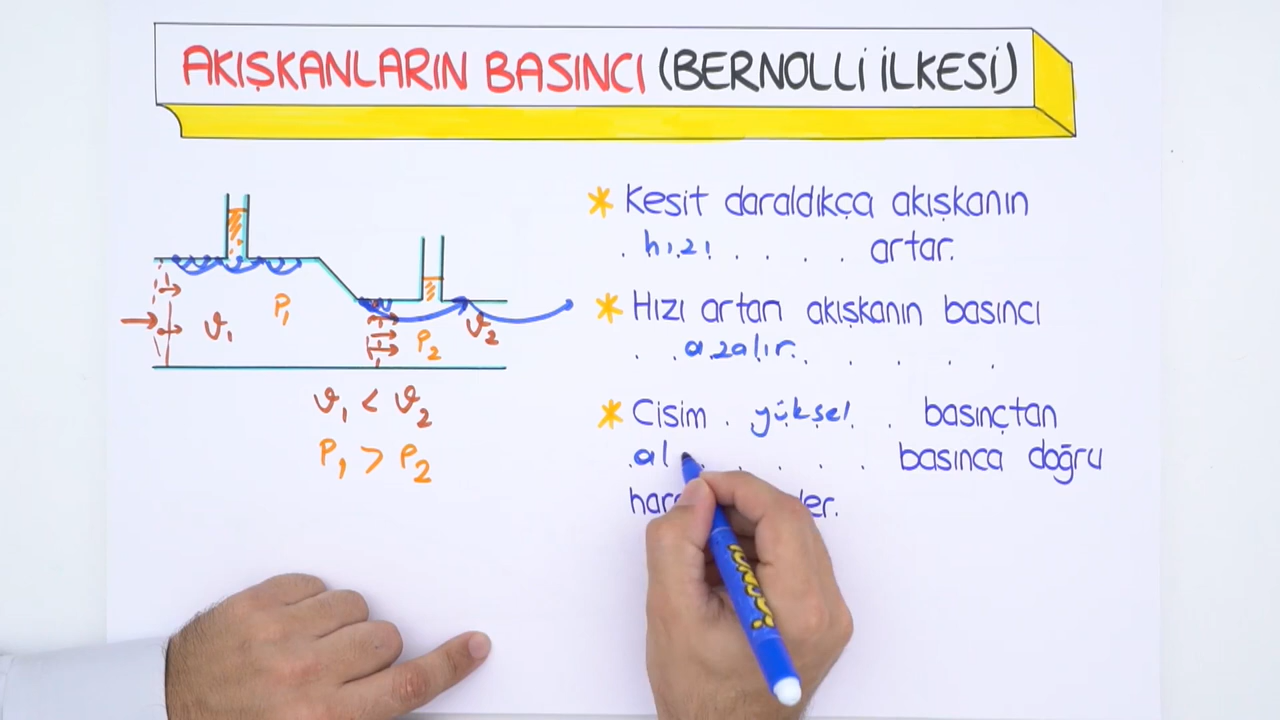 AKIŞKANLARIN BASINCI (BERNOLLİ İLKESİ)
* Kesit daraldıkça akışkanın
. hızı . . . . artar.
* Hızı artan akışkanın basıncı
. . azalır. . . . . .
* Cisim . yüksel . basınçtan
. al . . . . . basınca doğru
P₁
ϑ₁
P₂
ϑ₂
ϑ₁ < ϑ₂
P₁ > P₂